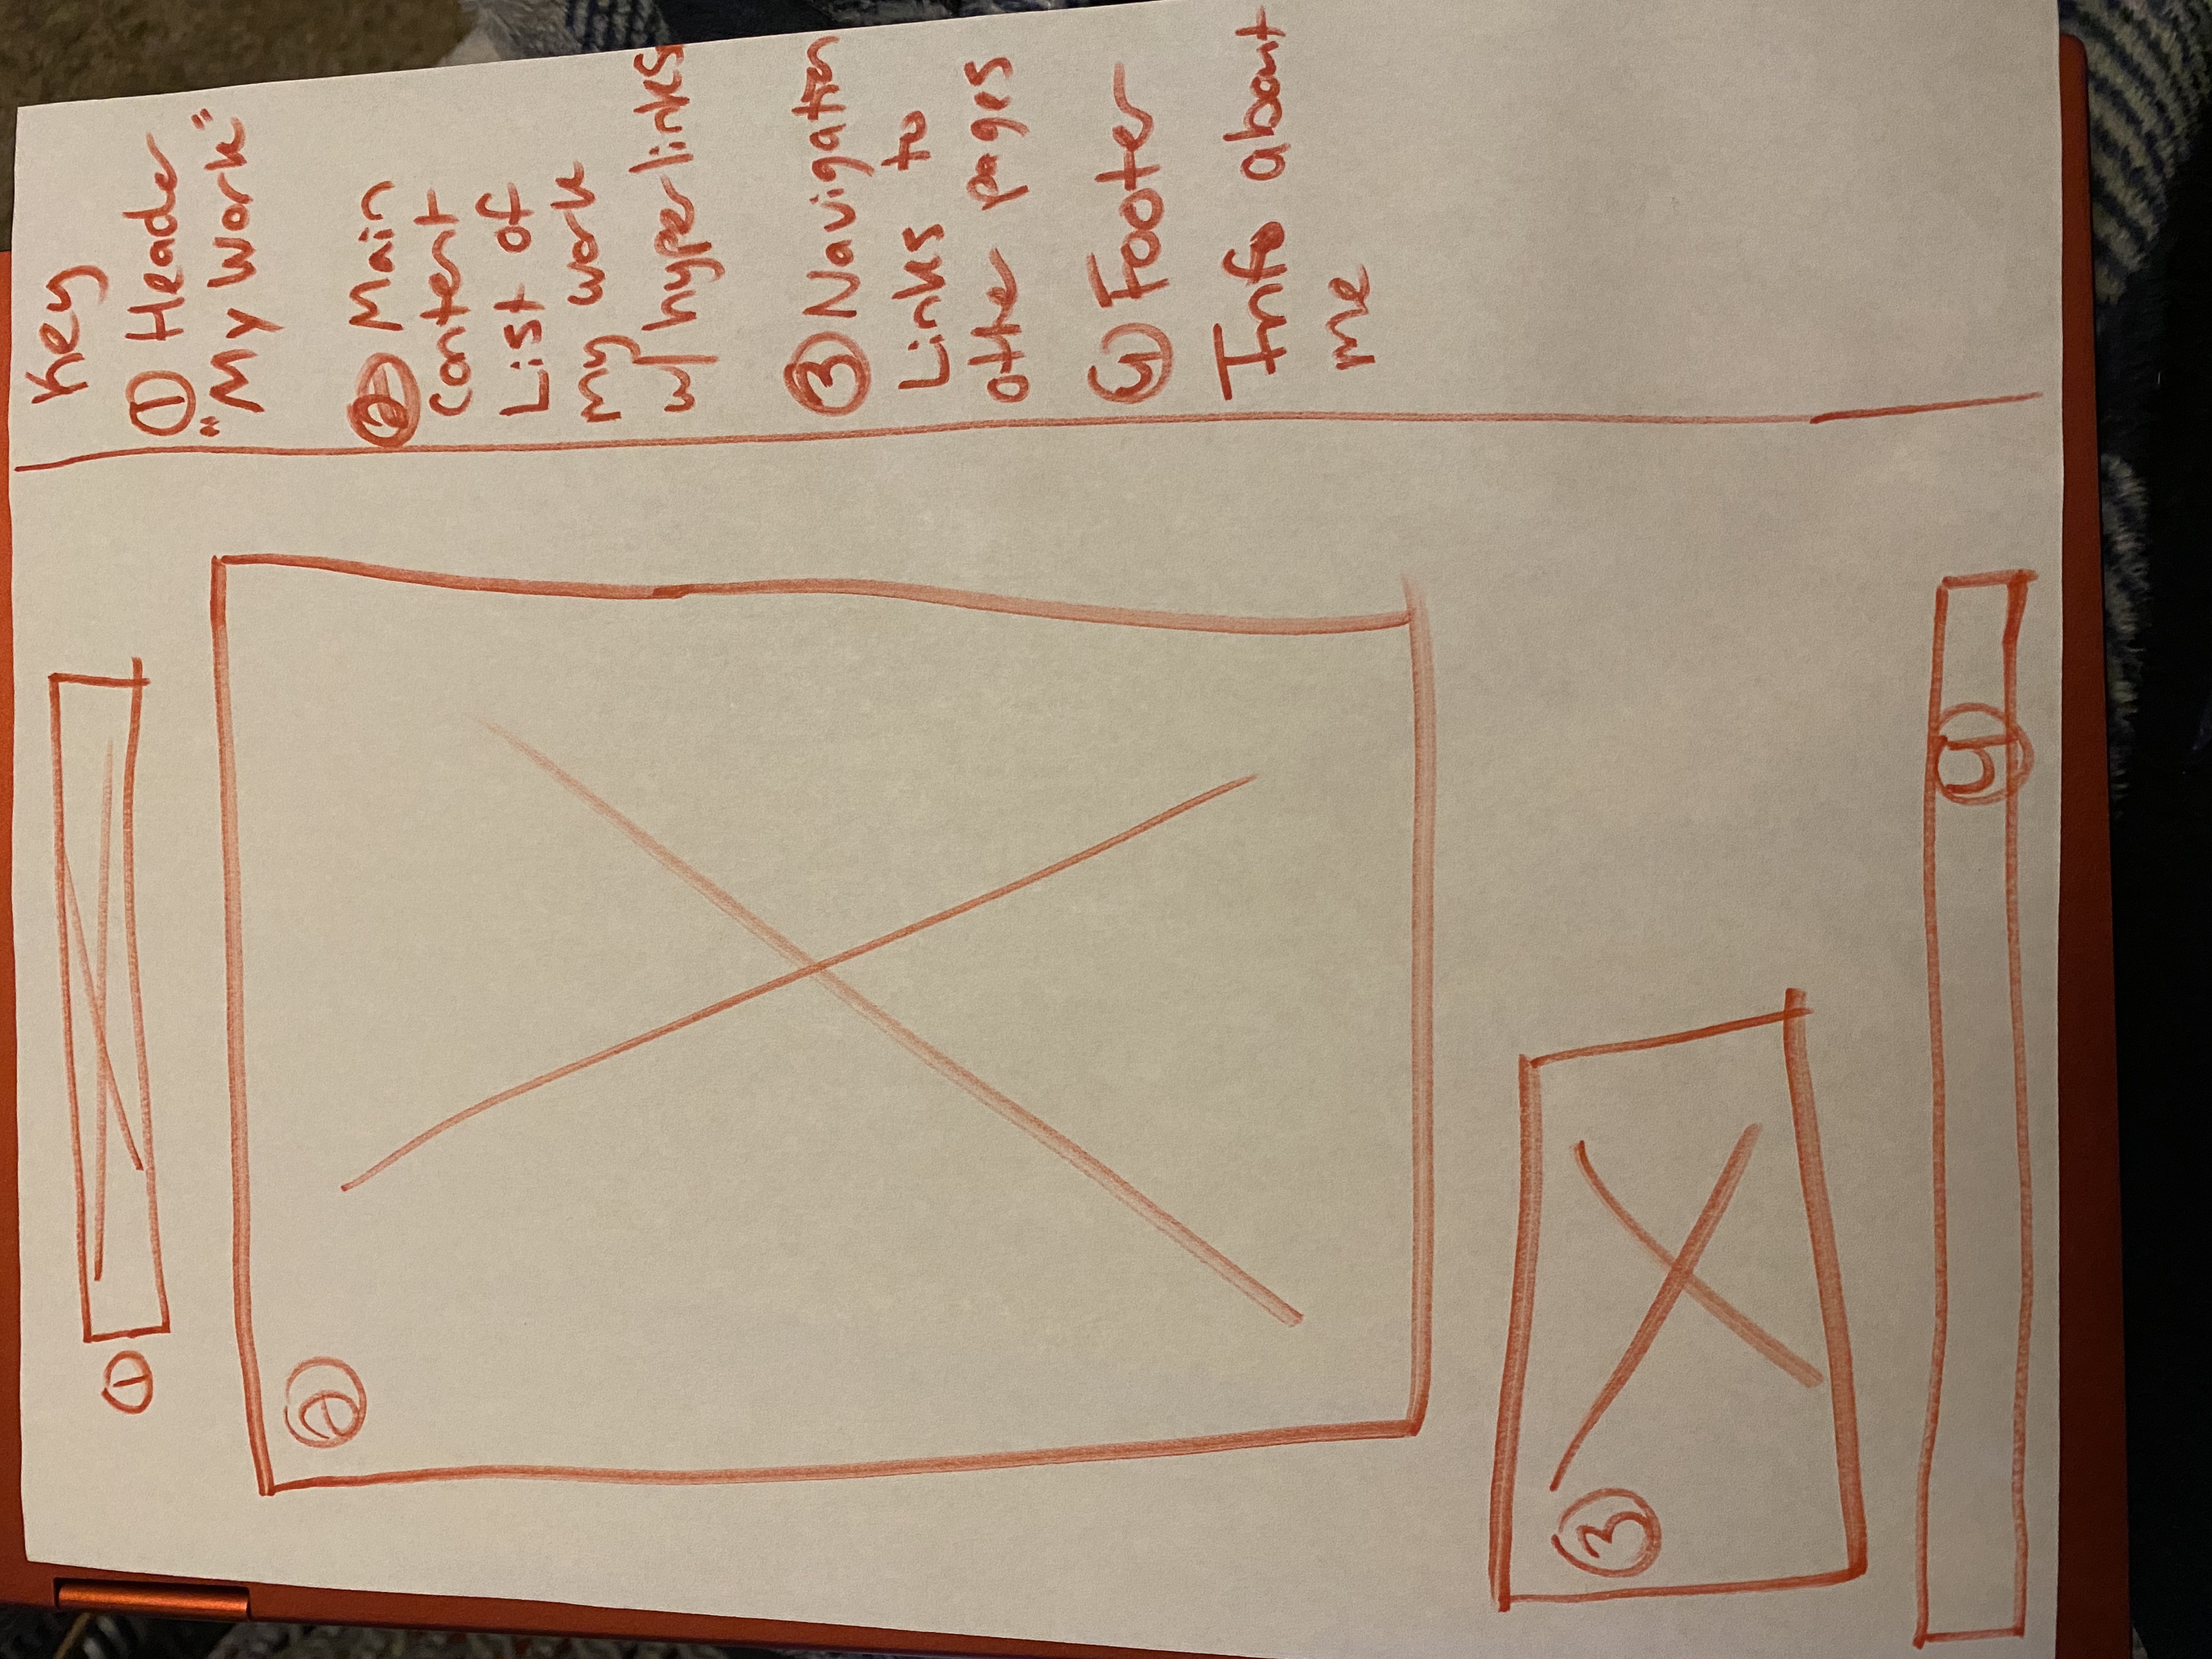 ①
②
③
④
Key
① Header
"My Work"
② Main
Content
List of
my work
w/ hyperlinks
③ Navigation
Links to
other pages
④ Footer
Info about
me